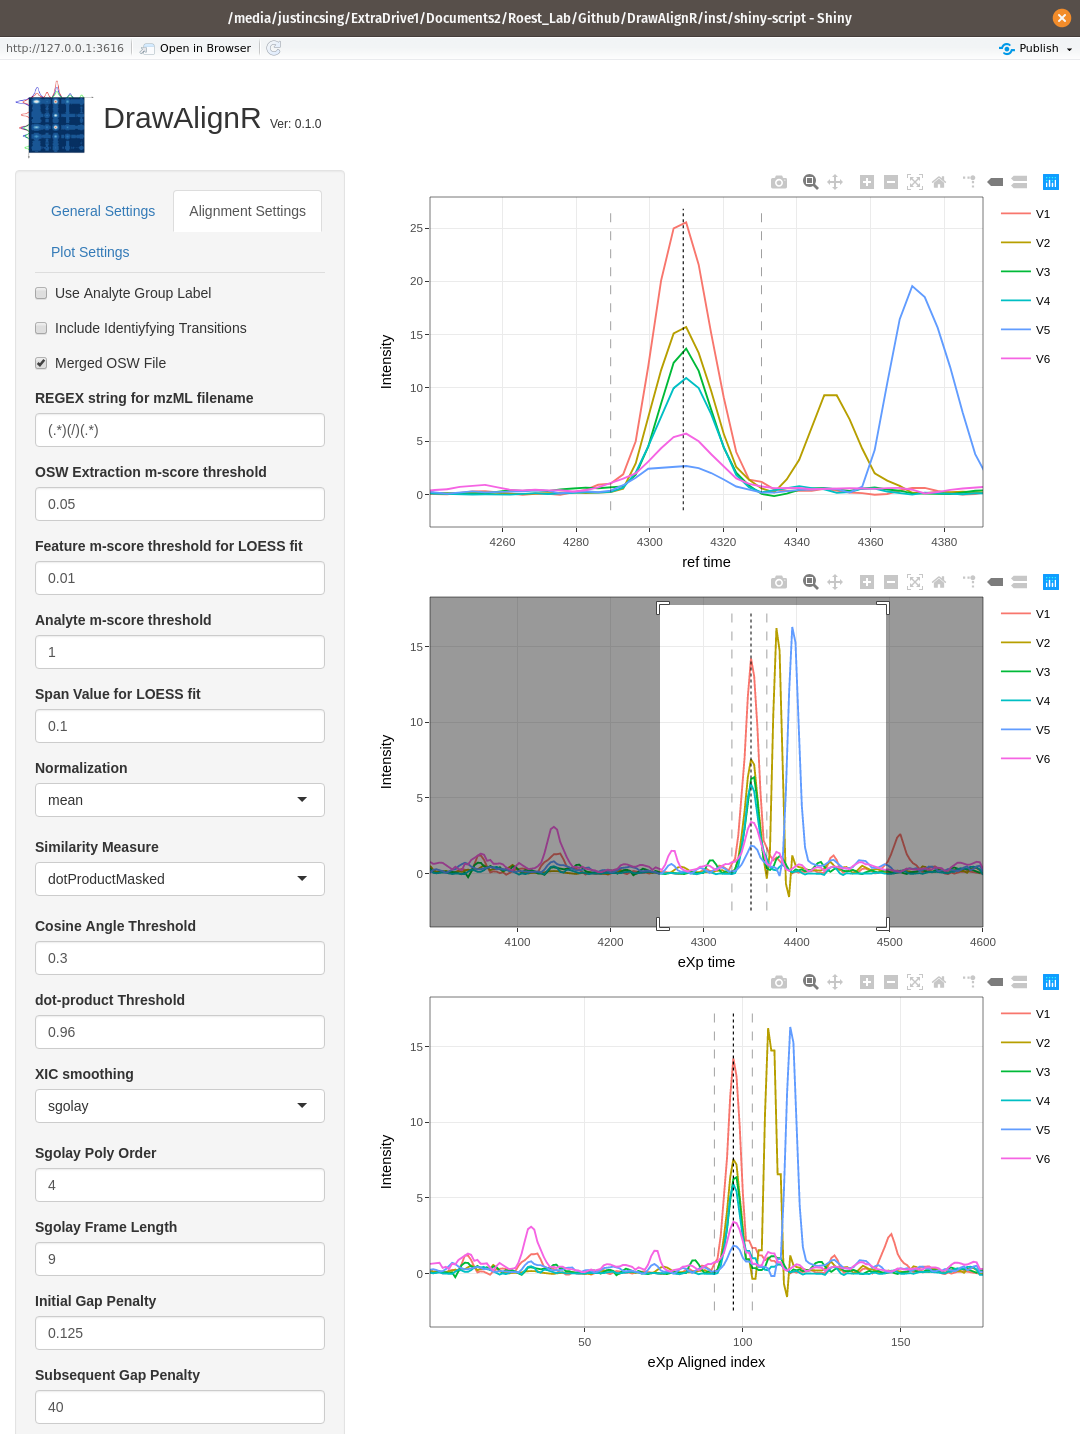 /media/justincsing/ExtraDrive1/Documents2/Roest_Lab/Github/DrawAlignR/inst/shiny-script - Shiny
http://127.0.0.1:3616 Open in Browser Publish
DrawAlignR Ver: 0.1.0
General Settings Alignment Settings
Plot Settings
Use Analyte Group Label
Include Identiyfying Transitions
Merged OSW File
REGEX string for mzML filename
(.*)(/)(.*)
OSW Extraction m-score threshold
0.05
Feature m-score threshold for LOESS fit
0.01
Analyte m-score threshold
1
Span Value for LOESS fit
0.1
Normalization
mean
Similarity Measure
dotProductMasked
Cosine Angle Threshold
0.3
dot-product Threshold
0.96
XIC smoothing
sgolay
Sgolay Poly Order
4
Sgolay Frame Length
9
Initial Gap Penalty
0.125
Subsequent Gap Penalty
40
Intensity
25
20
15
10
5
0
4260 4280 4300 4320 4340 4360 4380
ref time
V1
V2
V3
V4
V5
V6
Intensity
15
10
5
0
4100 4200 4300 4400 4500 4600
eXp time
V1
V2
V3
V4
V5
V6
Intensity
15
10
5
0
50 100 150
eXp Aligned index
V1
V2
V3
V4
V5
V6